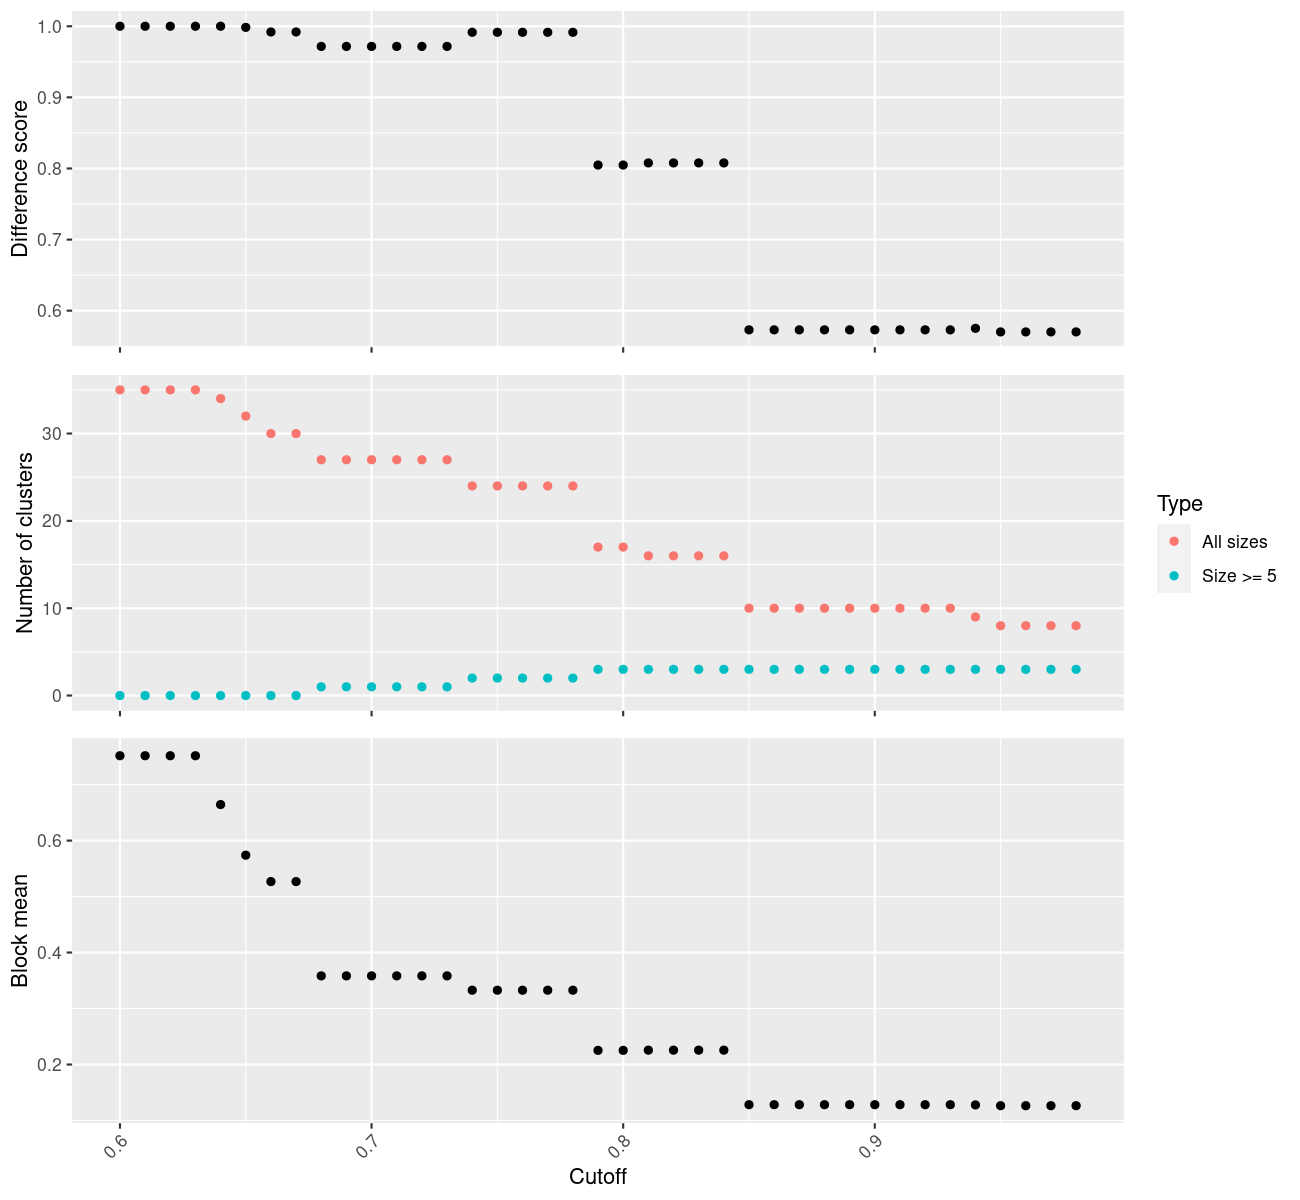 Difference score
1.0
0.9
0.8
0.7
0.6
Number of clusters
30
20
10
0
Type
All sizes
Size >= 5
Block mean
0.6
0.4
0.2
0.6
0.7
0.8
0.9
Cutoff